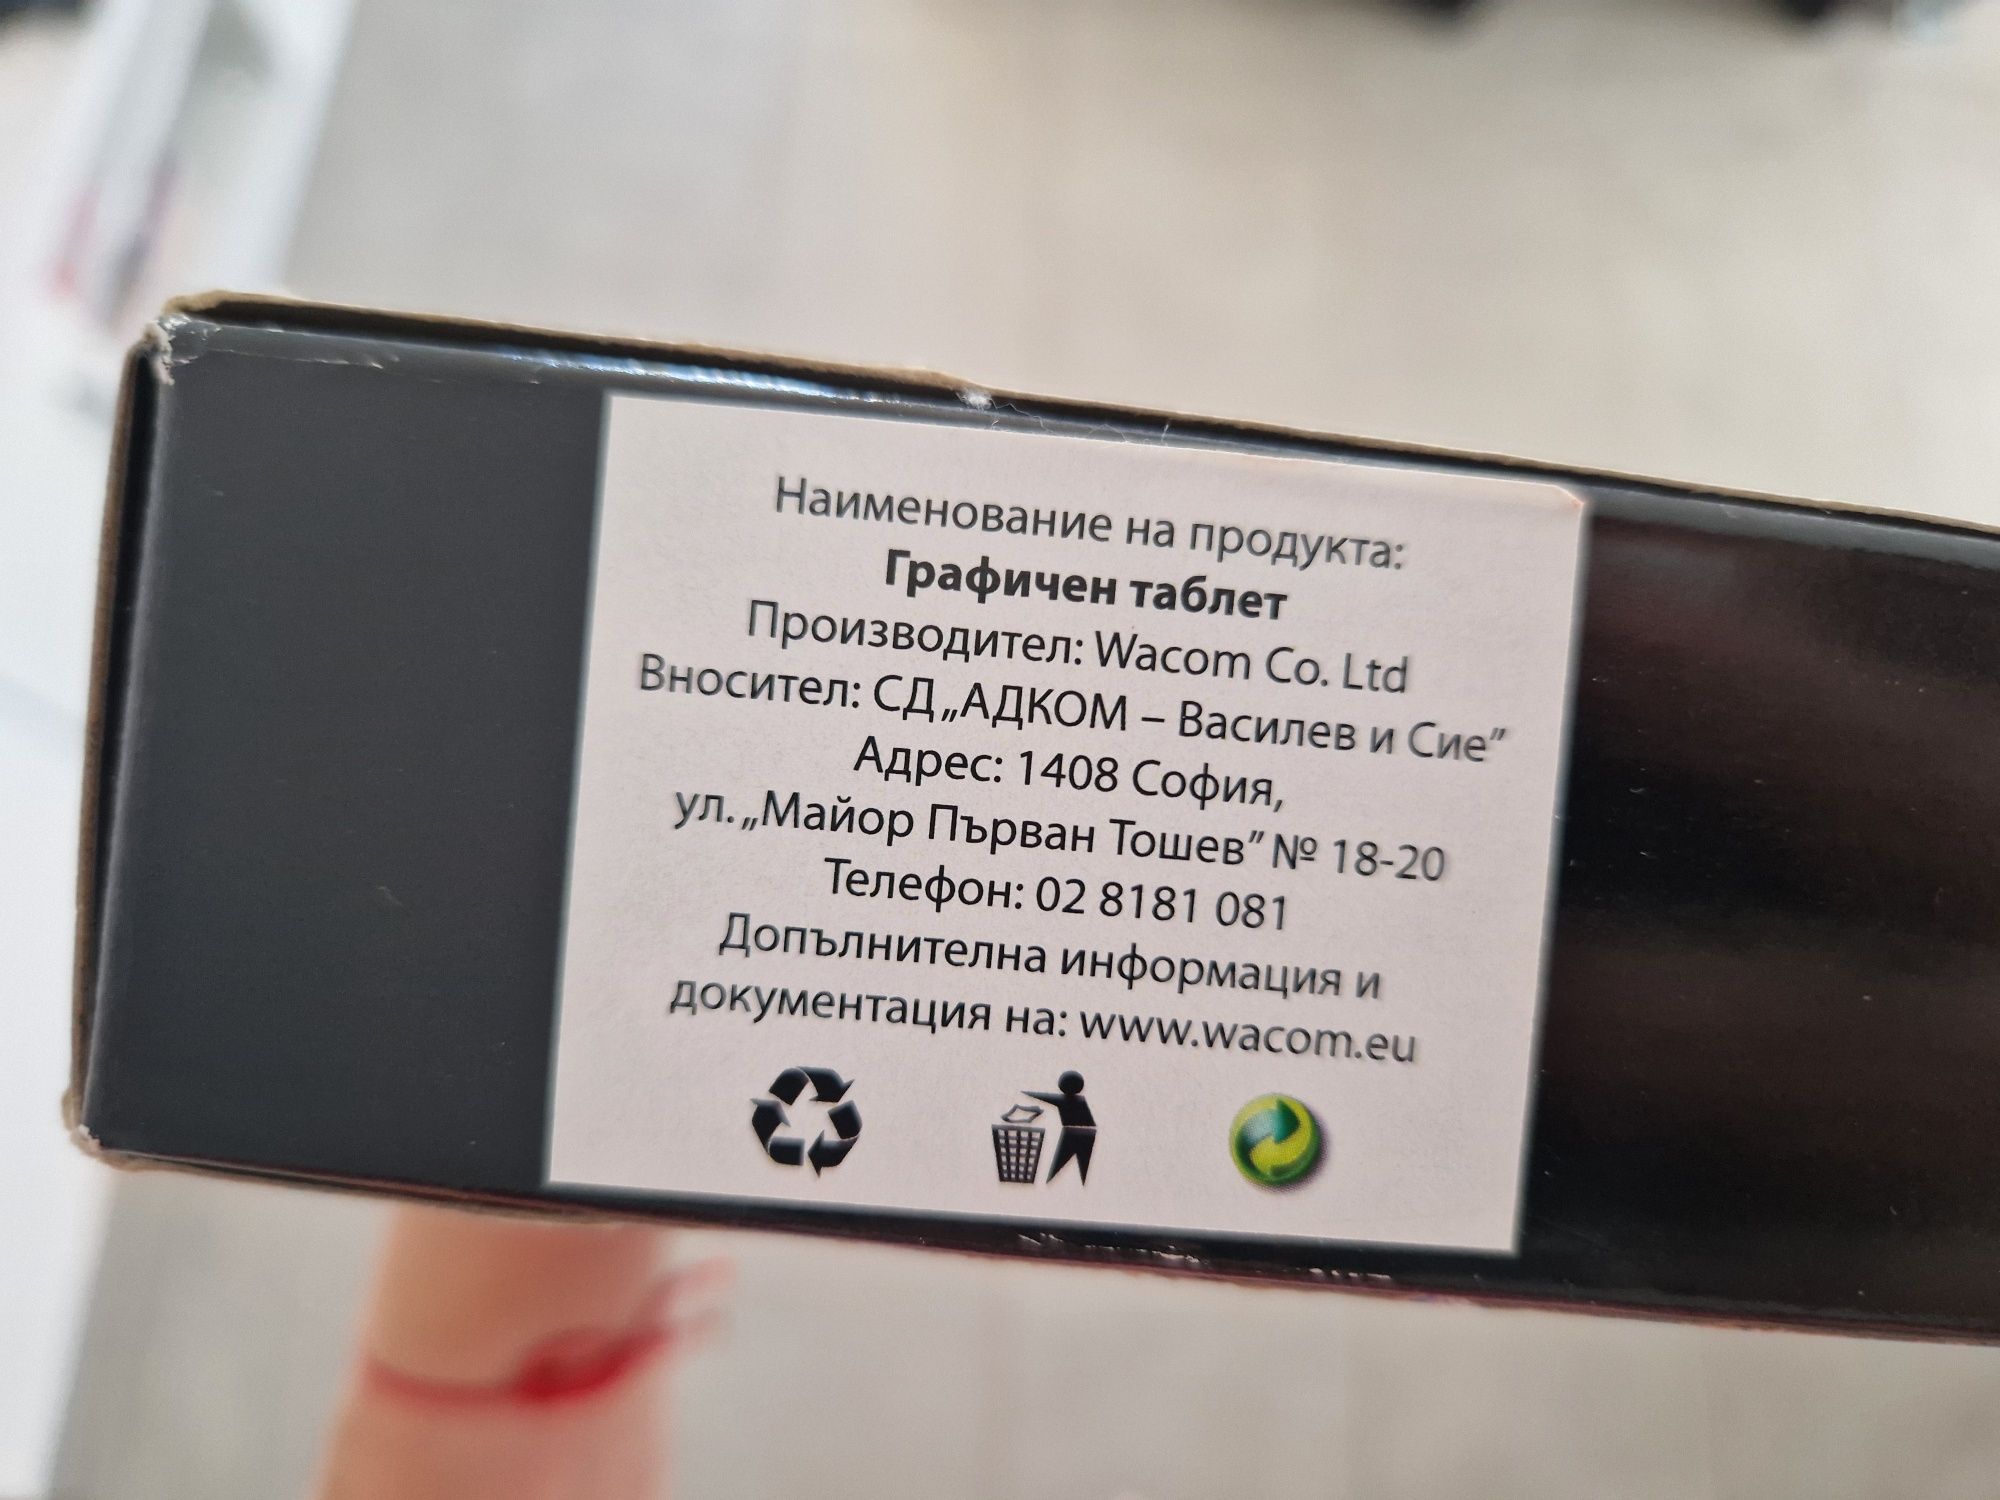 Наименование на продукта:
Графичен таблет
Производител: Wacom Co. Ltd
Вносител: СД „АДКОМ – Василев и Сие”
Адрес: 1408 София,
ул. „Майор Първан Тошев” № 18-20
Телефон: 02 8181 081
Допълнителна информация и
документация на: www.wacom.eu